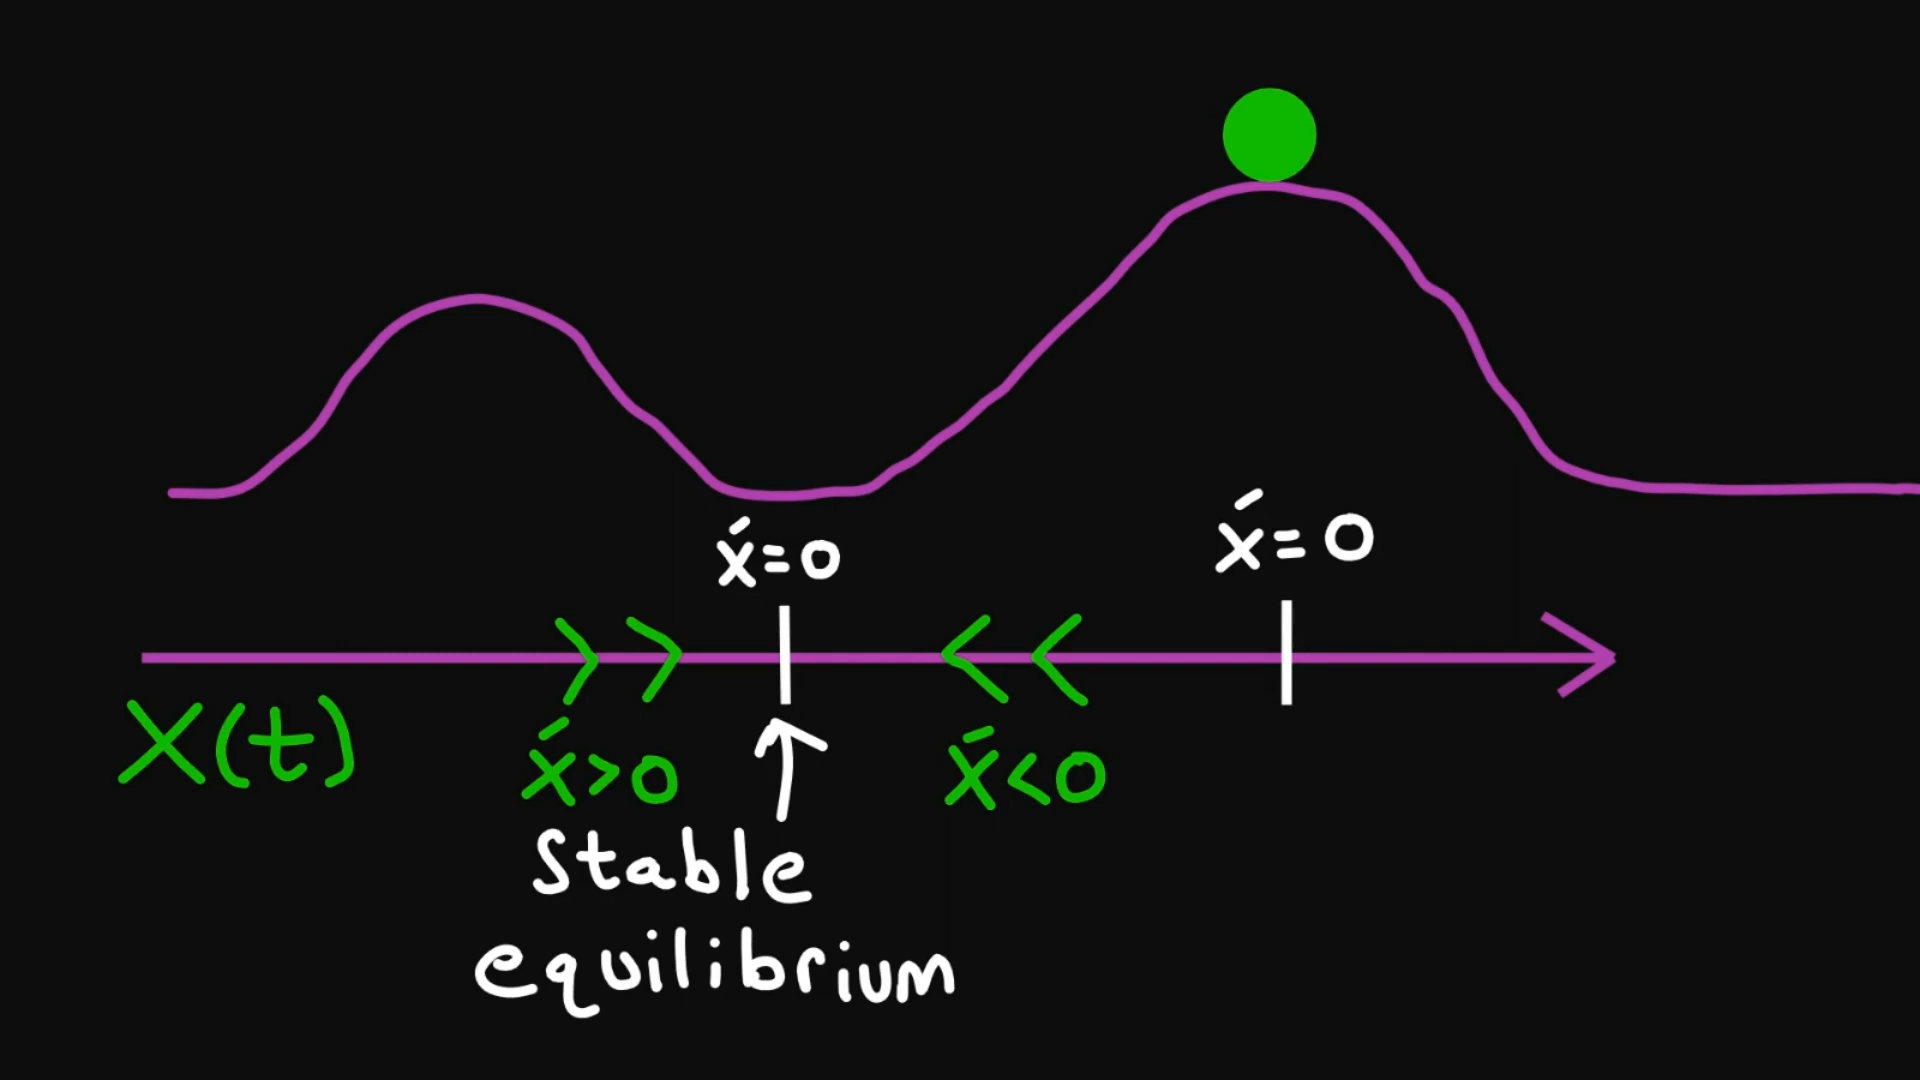 x́=0
x́=0
X(t)
x́>0
x́<0
Stable
equilibrium